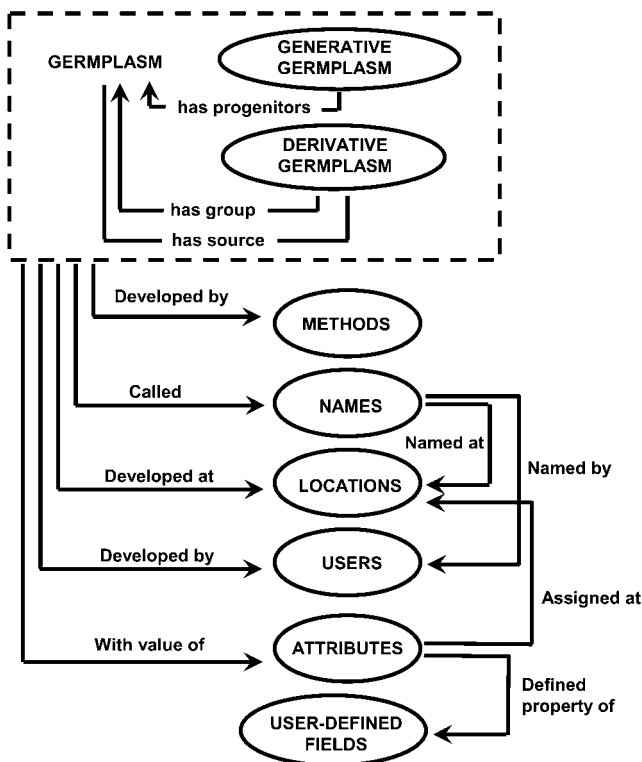 GENERATIVE
GERMPLASM
GERMPLASM
has progenitors
DERIVATIVE
GERMPLASM
has group
has source
Developed by
METHODS
Called
NAMES
Named at
Named by
Developed at
LOCATIONS
Developed by
USERS
Assigned at
With value of
ATTRIBUTES
Defined
property of
USER-DEFINED
FIELDS